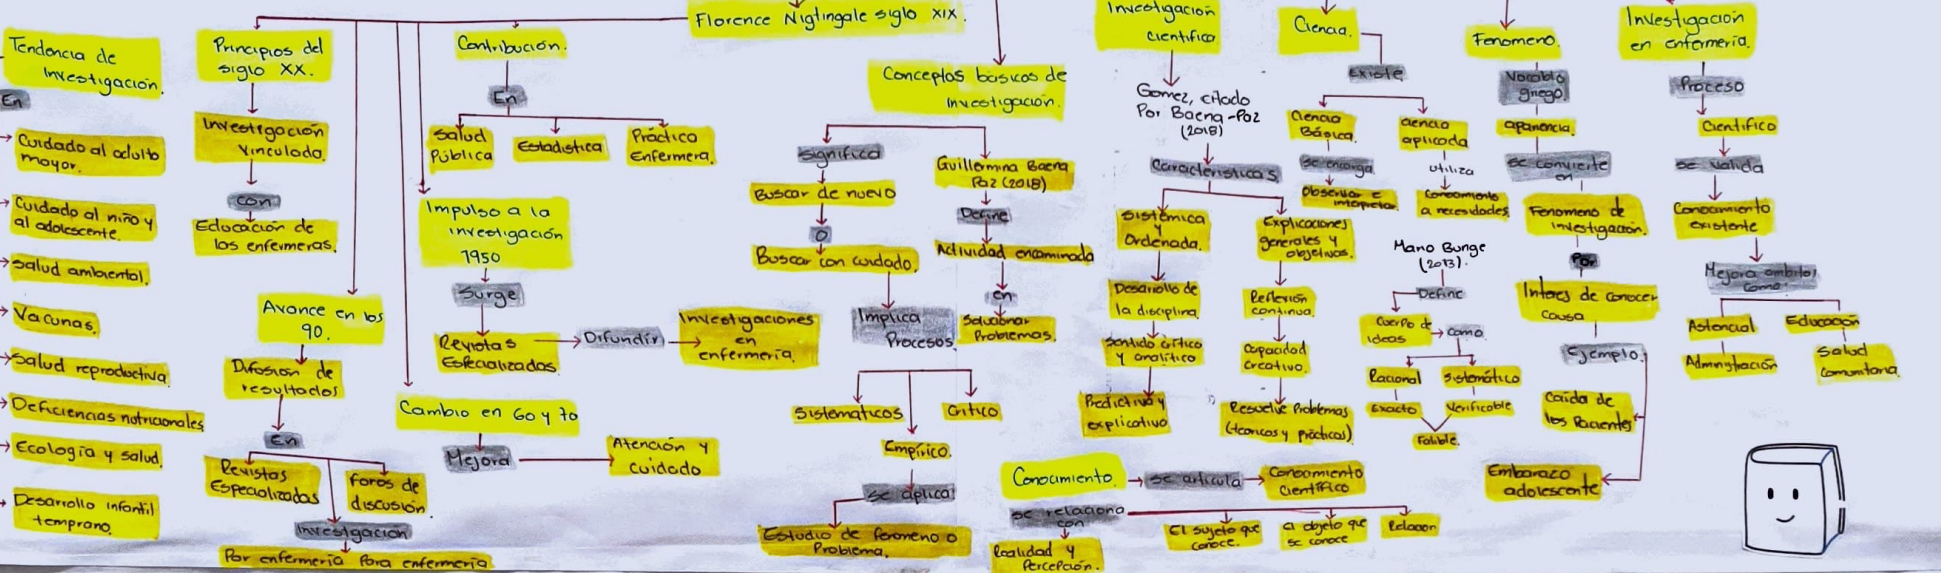 Tendencia de
Investigación.
En
Cuidado al adulto
mayor.
Cuidado al niño y
al adolescente.
Salud ambiental.
Vacunas.
Salud reproductiva.
Deficiencias nutricionales
Ecología y salud.
Desarrollo infantil
temprano.
Florence Nigtingale siglo XIX.
Principios del
siglo XX.
Investigación
vinculada.
con
Educación de
los enfermeras.
Avance en los
90.
Difusión de
resultados
En
Revistas
Especializadas
foros de
discusión.
Investgación
Por enfermería Para enfermería
Contribución.
En
Salud
Pública
Estadistica
Práctica
Enfermera.
Impulso a la
investigación
1950
Surge
Revistas
Especializadas.
Difundir
Investigaciones
en
enfermería.
Cambio en 60 y 70
Mejora
Atención y
cuidado
Conceptos básicos de
Investigación.
significa
Buscar de nuevo
O
Buscar con cuidado.
Implica
Procesos.
Sistematicos
Critico
Empírico.
se aplica
Estudio de fenomeno o
Problema.
Guillermina Baena
Paz (2018)
Define
Actividad encaminada
en
Solucionar
Problemas.
Investigación
científica.
Gomez, citado
Por Baena-Paz
(2018)
Características
Sistémica
y
Ordenada.
Desarrollo de
la disciplina.
Sentido crítico
y analítico
Predictiva y
explicativo
Explicaciones
generales y
objetivas.
Reflexión
continua.
Capacidad
Creativo.
Resuelve Problemas
(teoricos y prácticos)
Conocimiento
se articula
Conocimiento
Científico
se relaciona
con
Realidad y
Percepción.
El sujeto que
conoce.
el objeto que
se conoce
Relacion
Ciencia.
Existe
Ciencia
Básica.
se encarga
Observar e
interpretar.
ciencia
aplicada
utiliza
Conocimiento
a necesidades.
Mario Bunge
(2013).
Define
Cuerpo de
ideas
como
Racional
Sistemático
Exacto
Verificable
Falible.
Fenomeno.
Vocablo
griego.
apariencia.
se convierte
en
Fenomeno de
investigación.
Por
Interes de conocer
causa
Ejemplo.
Caida de
los Pacientes
Embarazo
adolescente
Investigación
en enfermería.
Proceso
Científico
se valida
Conocimiento
existente
Mejora ambitos
como.
Asistencial
Educación
Administración
Salud
Comunitaria.